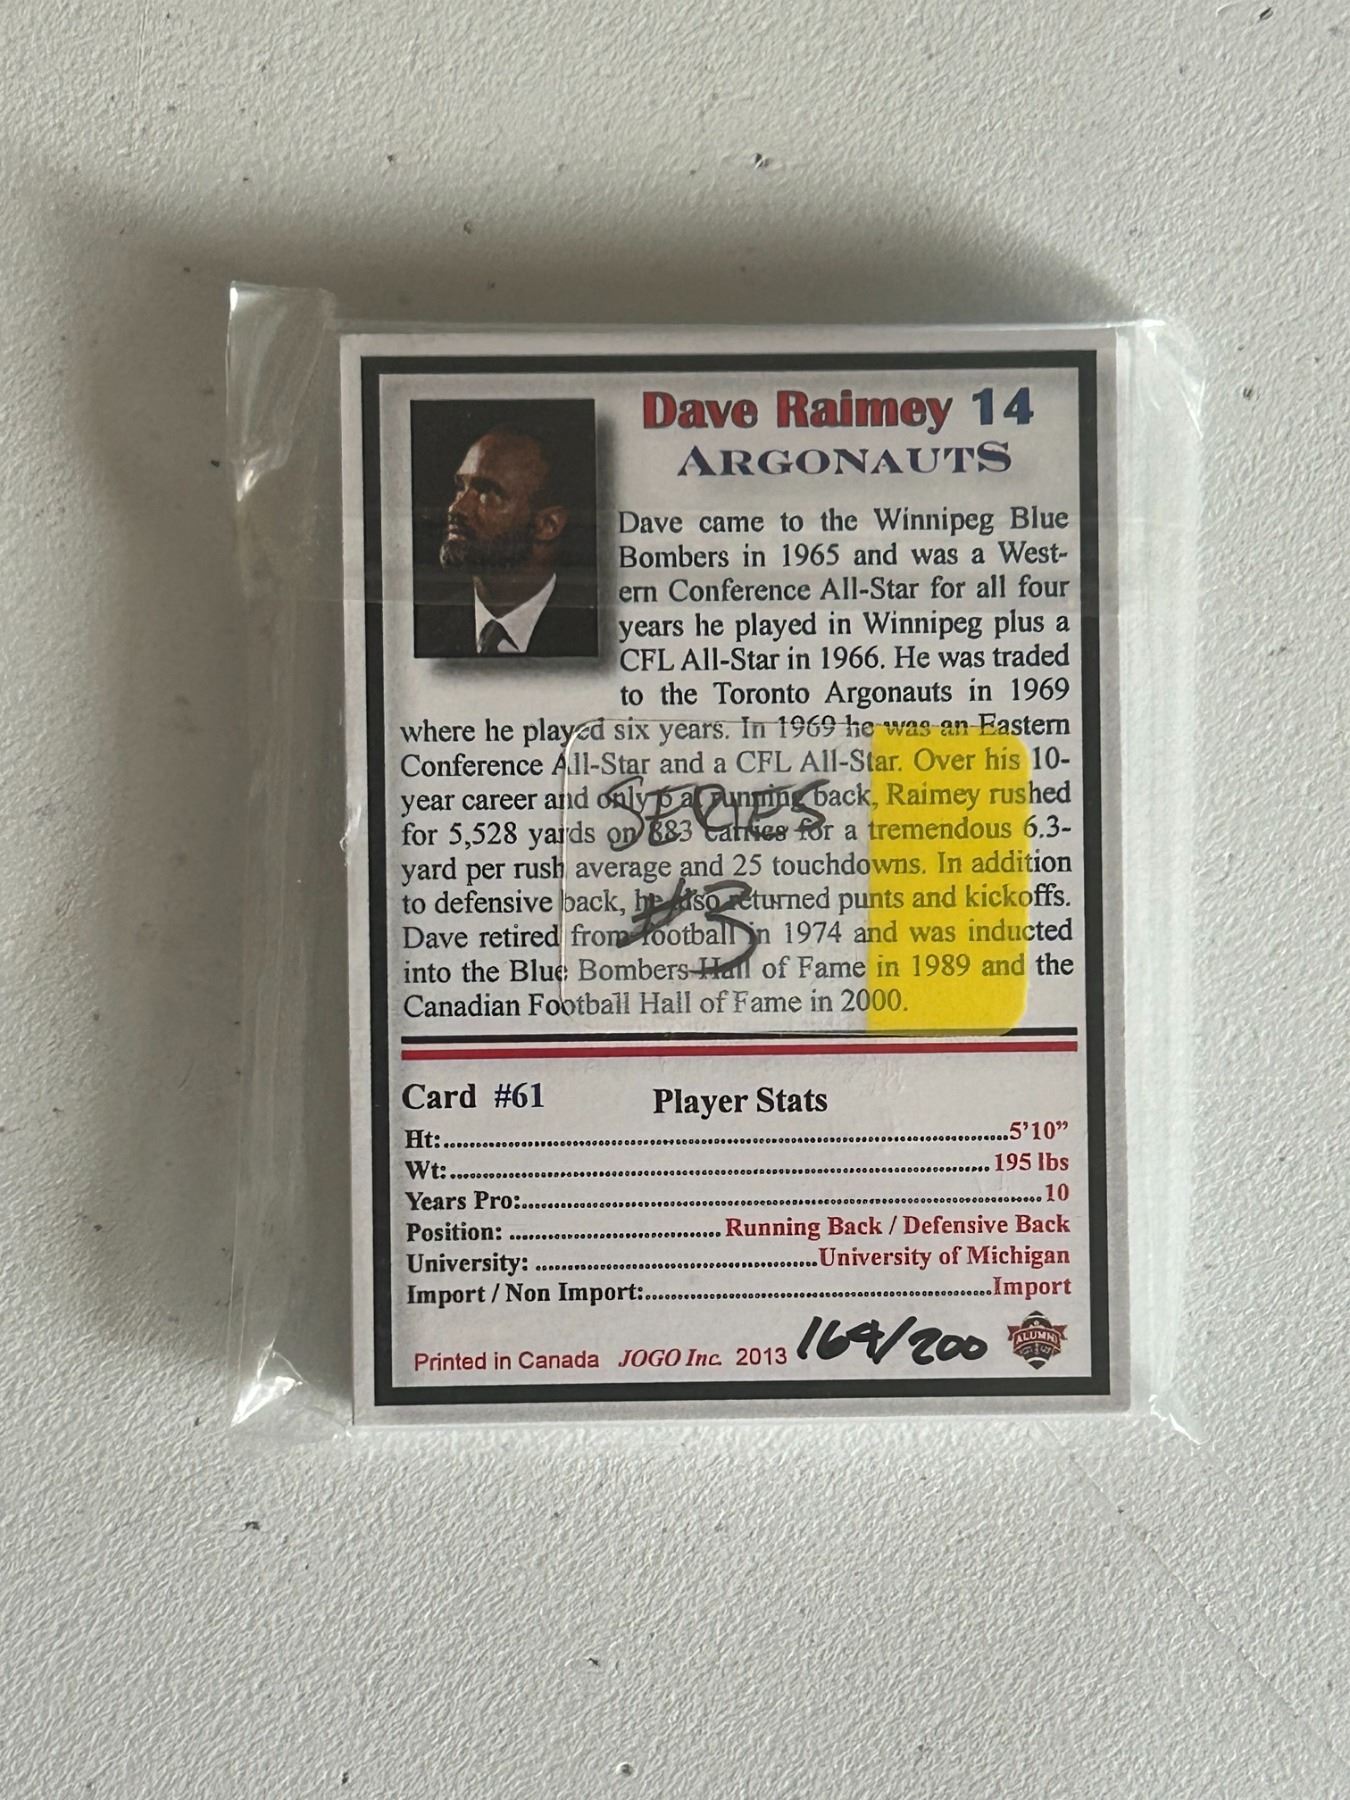 Dave Raimey 14
ARGONAUTS
Dave came to the Winnipeg Blue
Bombers in 1965 and was a West-
ern Conference All-Star for all four
years he played in Winnipeg plus a
CFL All-Star in 1966. He was traded
to the Toronto Argonauts in 1969
where he played six years. In 1969 he was an Eastern
Conference All-Star and a CFL All-Star. Over his 10-
year career and only at running back, Raimey rushed
for 5,528 yards on 883 carries for a tremendous 6.3-
yard per rush average and 25 touchdowns. In addition
to defensive back, he also returned punts and kickoffs.
Dave retired from football in 1974 and was inducted
into the Blue Bombers Hall of Fame in 1989 and the
Canadian Football Hall of Fame in 2000.
SERIES
#3
Card #61 Player Stats
Ht:..........5'10"
Wt:..........195 lbs
Years Pro:..........10
Position: ..........Running Back / Defensive Back
University: ..........University of Michigan
Import / Non Import:..........Import
Printed in Canada JOGO Inc. 2013 164/200
ALUMNI